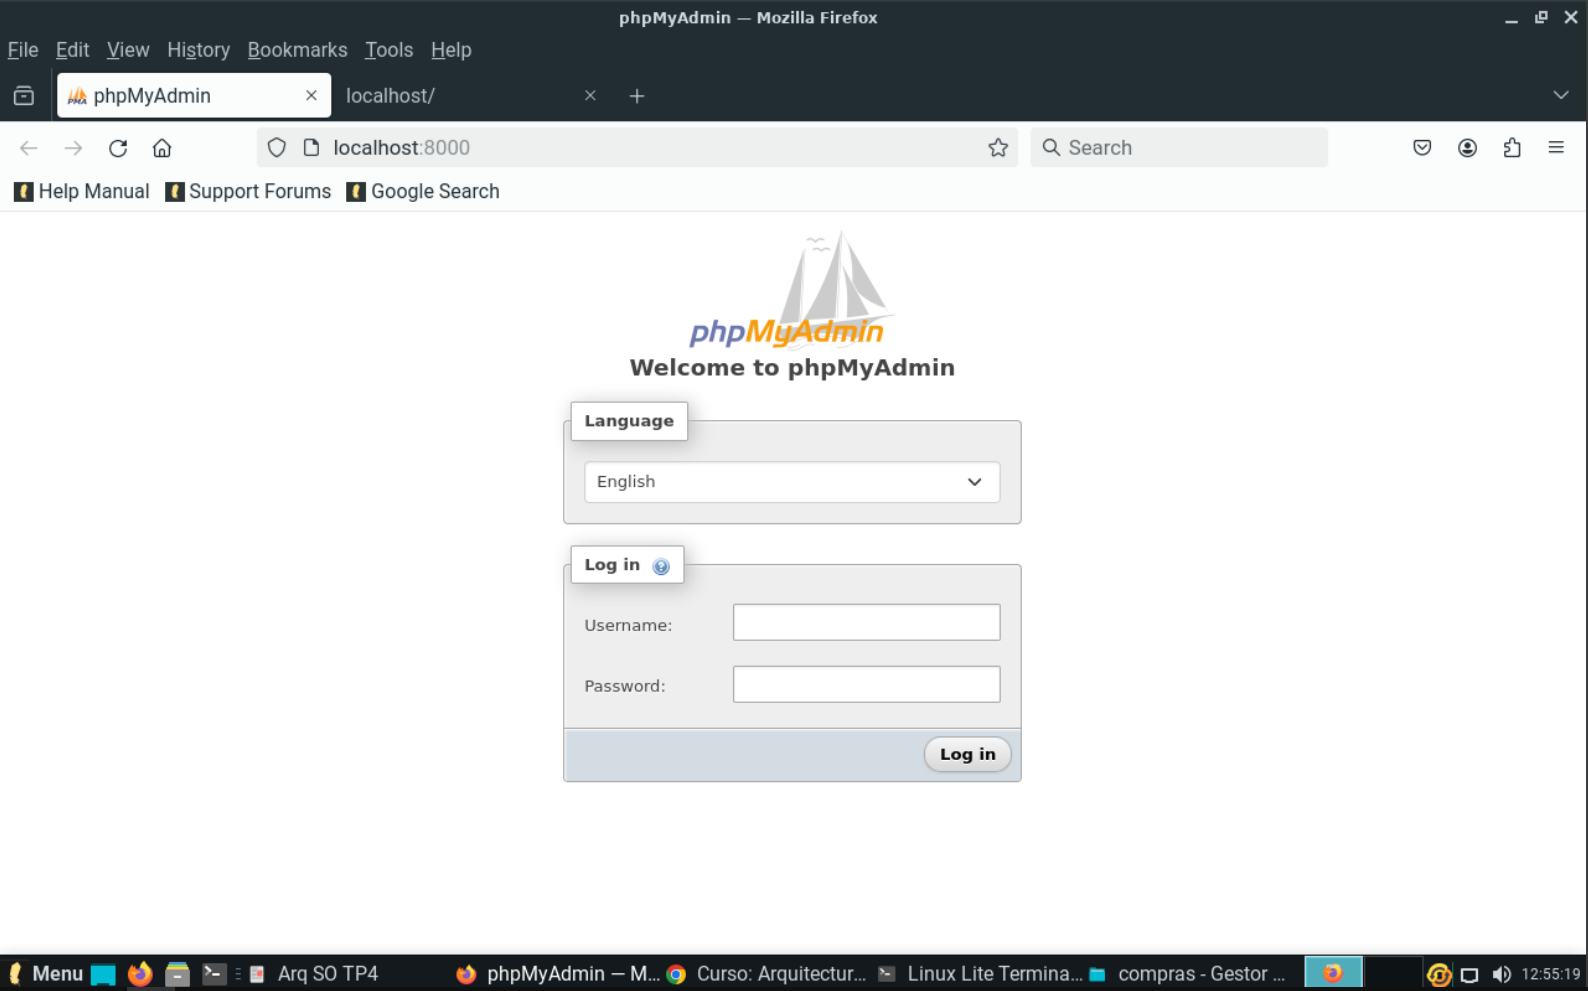 phpMyAdmin — Mozilla Firefox
File Edit View History Bookmarks Tools Help
phpMyAdmin localhost/
localhost:8000 Search
Help Manual Support Forums Google Search
phpMyAdmin
Welcome to phpMyAdmin
Language
English
Log in
Username:
Password:
Log in
Menu Arq SO TP4 phpMyAdmin — M... Curso: Arquitectur... Linux Lite Termina... compras - Gestor ... 12:55:19